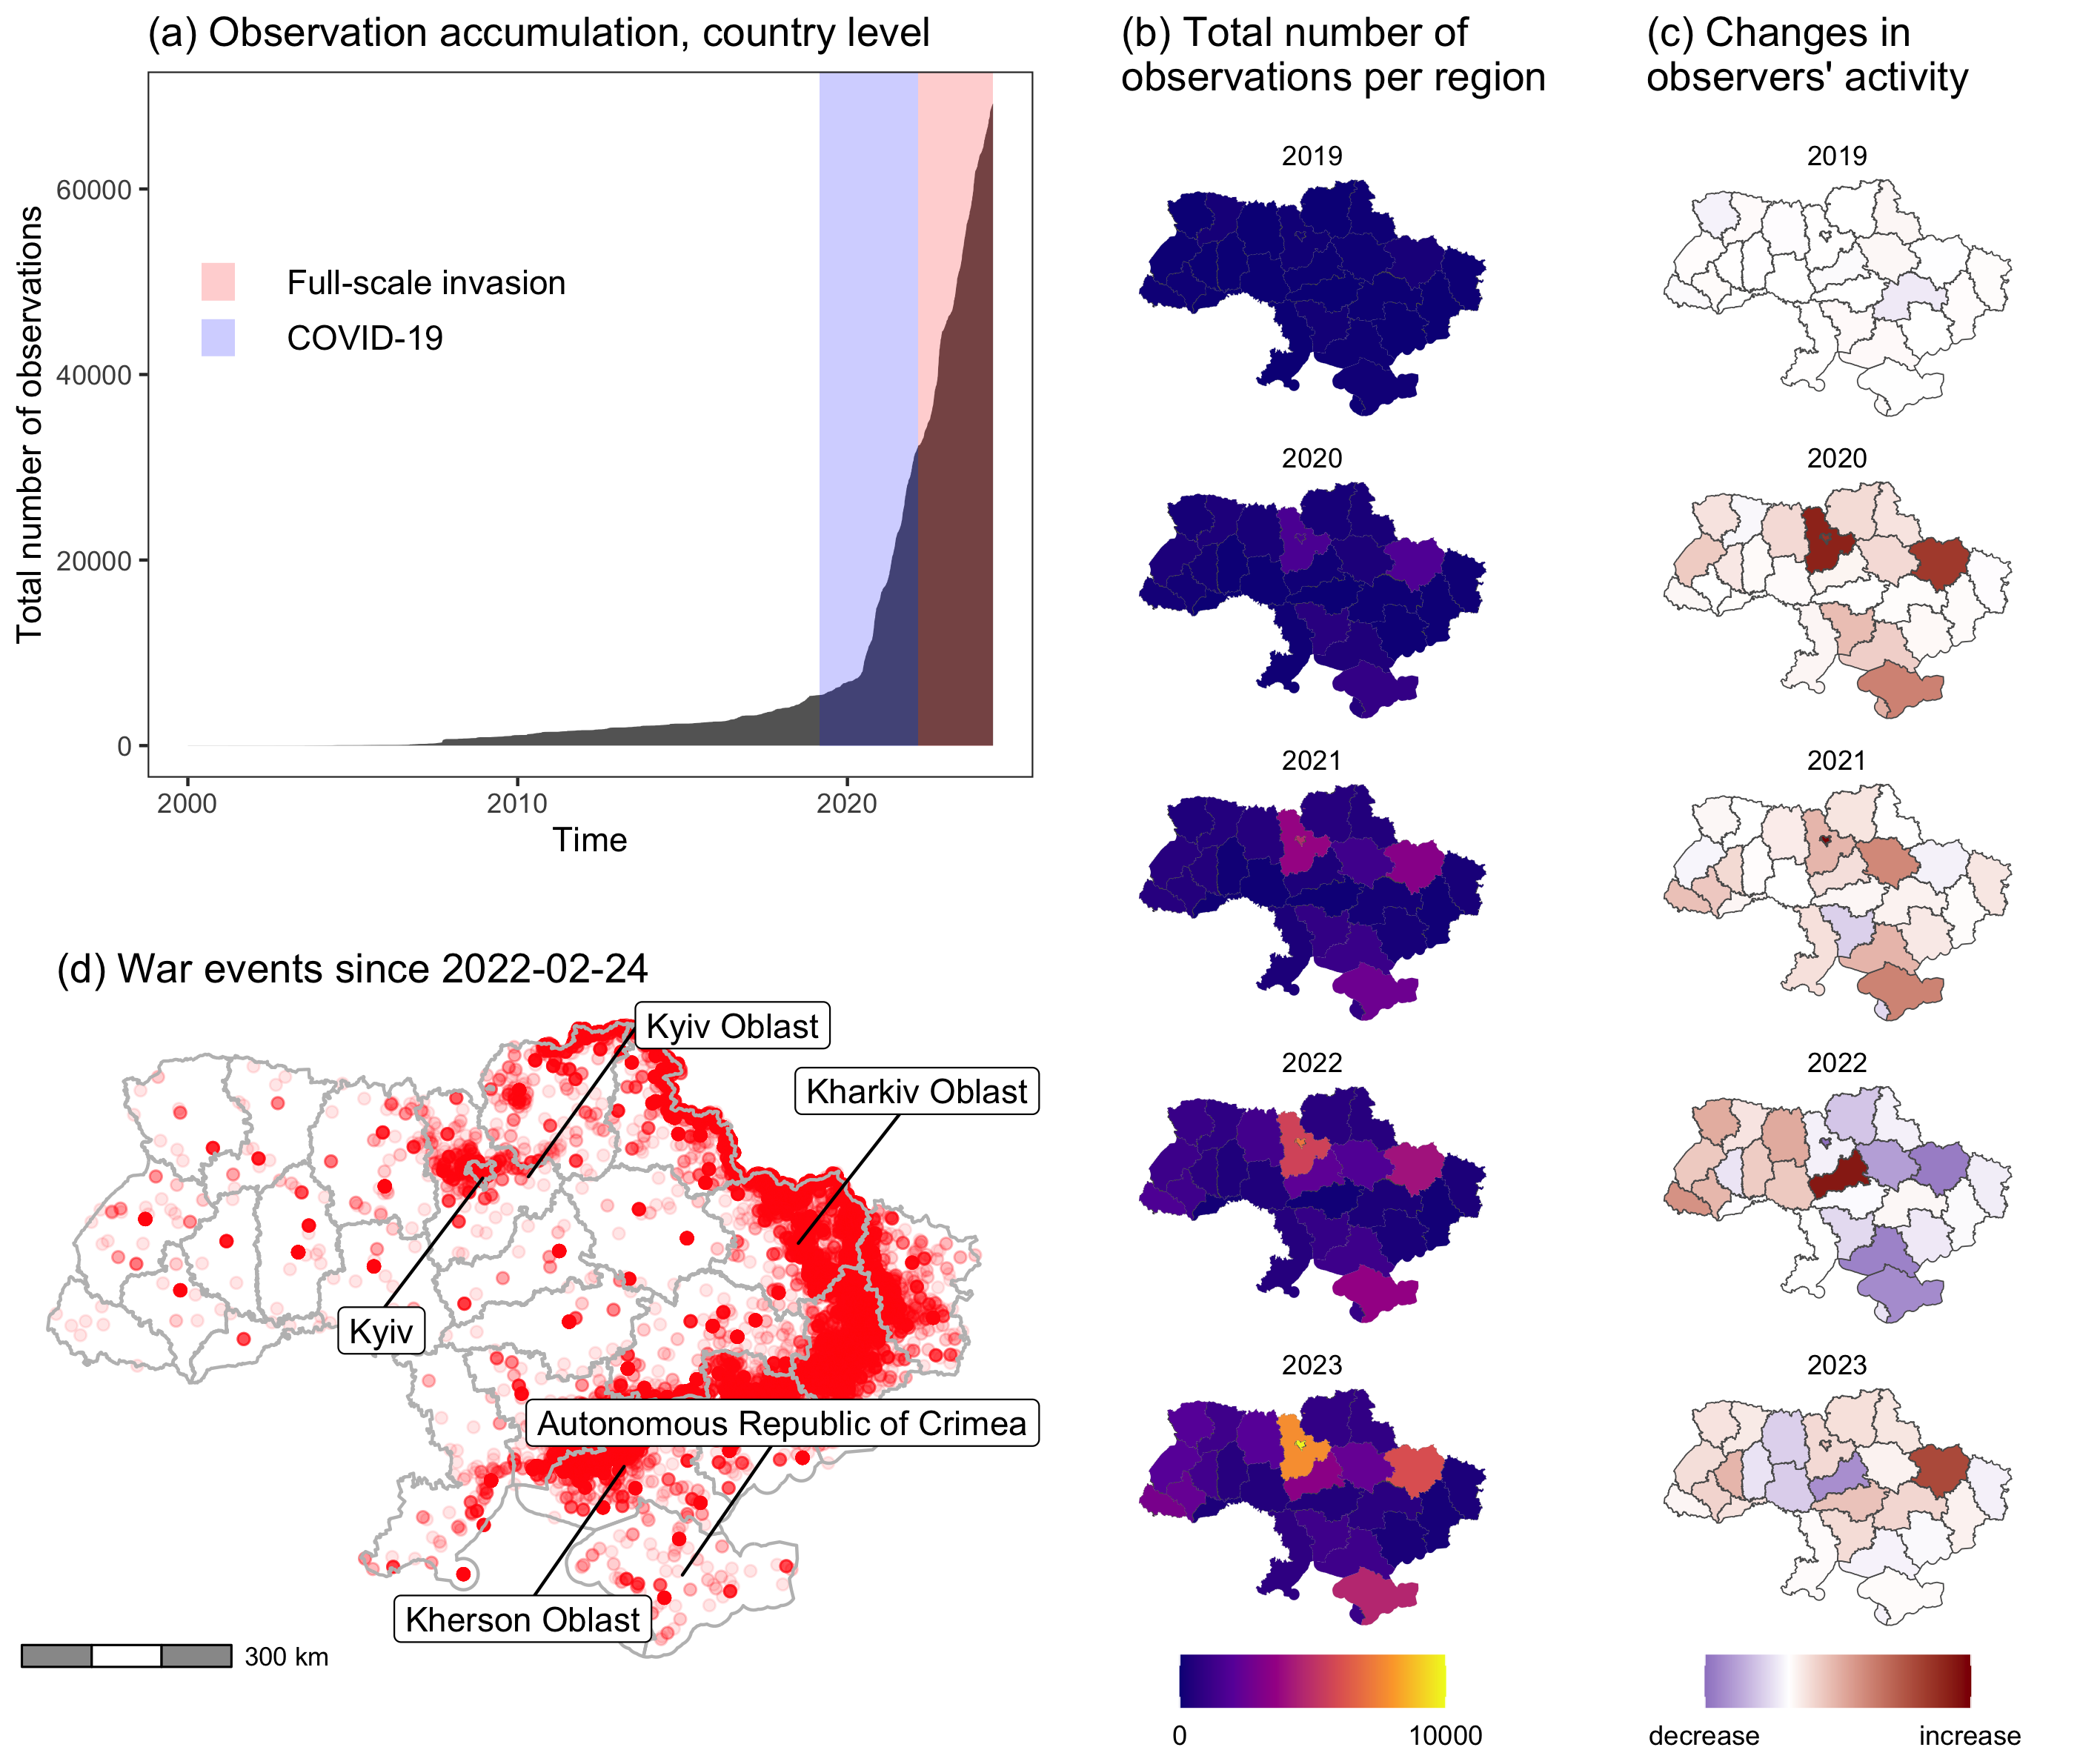 (a) Observation accumulation, country level
Total number of observations
60000
40000
20000
0
Full-scale invasion
COVID-19
2000
2010
2020
Time
(b) Total number of
observations per region
2019
2020
2021
2022
2023
0
10000
(c) Changes in
observers' activity
2019
2020
2021
2022
2023
decrease
increase
(d) War events since 2022-02-24
Kyiv Oblast
Kharkiv Oblast
Kyiv
Autonomous Republic of Crimea
Kherson Oblast
300 km